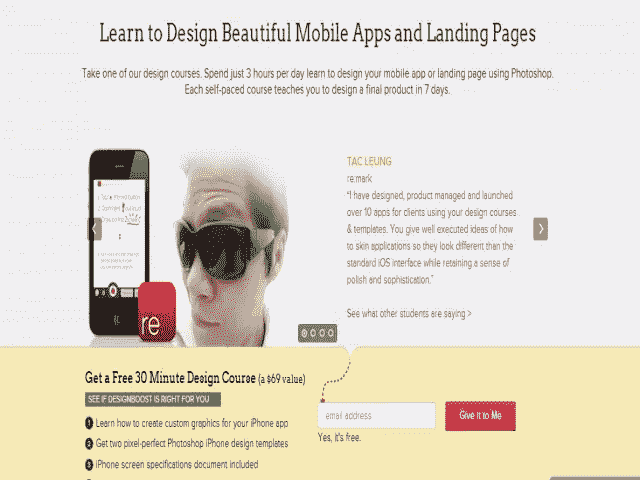 Learn to Design Beautiful Mobile Apps and Landing Pages
Take one of our design courses. Spend just 3 hours per day learn to design your mobile app or landing page using Photoshop.
Each self-paced course teaches you to design a final product in 7 days.
TAC LEUNG
re:mark
"I have designed, product managed and launched
over 10 apps for clients using your design courses
& templates. You give well executed ideas of how
to skin applications so they look different than the
standard iOS interface while retaining a sense of
polish and sophistication."
See what other students are saying >
re
Get a Free 30 Minute Design Course (a $69 value)
SEE IF DESIGNBOOST IS RIGHT FOR YOU
1 Learn how to create custom graphics for your iPhone app
2 Get two pixel-perfect Photoshop iPhone design templates
3 iPhone screen specifications document included
email address
Give it to Me
Yes, it's free.